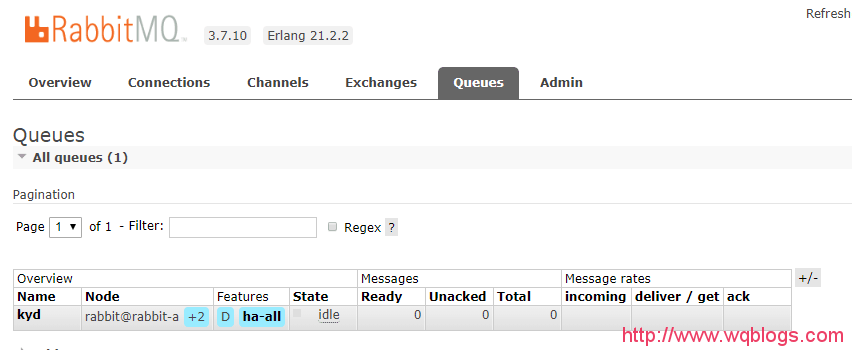 Refresh
RabbitMQ 3.7.10 Erlang 21.2.2
Overview Connections Channels Exchanges Queues Admin
Queues
All queues (1)
Pagination
Page 1 of 1 - Filter: Regex ?
Overview Messages Message rates +/-
Name Node Features State Ready Unacked Total incoming deliver / get ack
kyd rabbit@rabbit-a +2 D ha-all idle 0 0 0
http://www.wqblogs.com